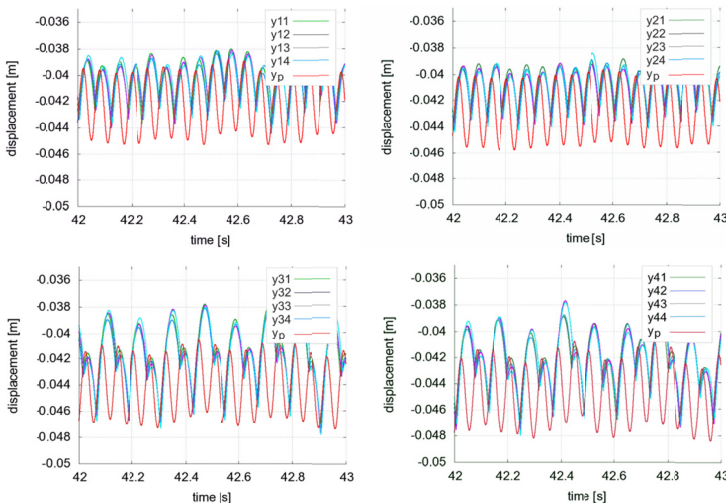 -0.036
-0.038
-0.04
-0.042
-0.044
-0.046
-0.048
-0.05
displacement [m]
y11
y12
y13
y14
yp
42 42.2 42.4 42.6 42.8 43
time [s]
-0.036
-0.038
-0.04
-0.042
-0.044
-0.046
-0.048
-0.05
displacement [m]
y21
y22
y23
y24
yp
42 42.2 42.4 42.6 42.8 43
time [s]
-0.036
-0.038
-0.04
-0.042
-0.044
-0.046
-0.048
-0.05
displacement [m]
y31
y32
y33
y34
yp
42 42.2 42.4 42.6 42.8 43
time [s]
-0.036
-0.038
-0.04
-0.042
-0.044
-0.046
-0.048
-0.05
displacement [m]
y41
y42
y43
y44
yp
42 42.2 42.4 42.6 42.8 43
time [s]